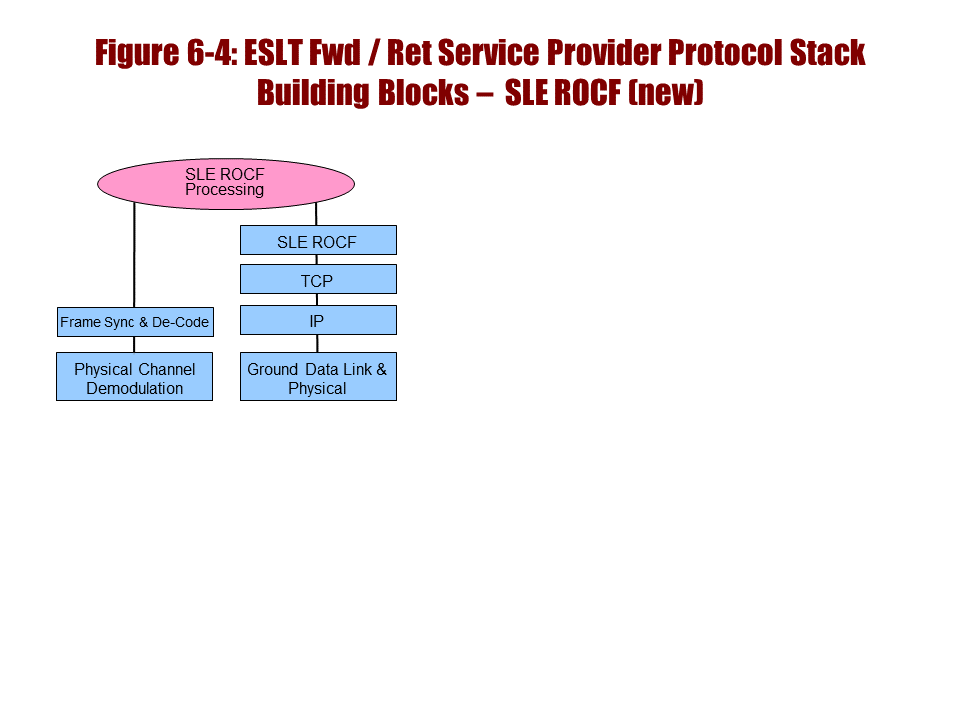 Figure 6-4: ESLT Fwd / Ret Service Provider Protocol Stack
Building Blocks – SLE ROCF (new)
SLE ROCF
Processing
SLE ROCF
TCP
IP
Frame Sync & De-Code
Physical Channel
Demodulation
Ground Data Link &
Physical